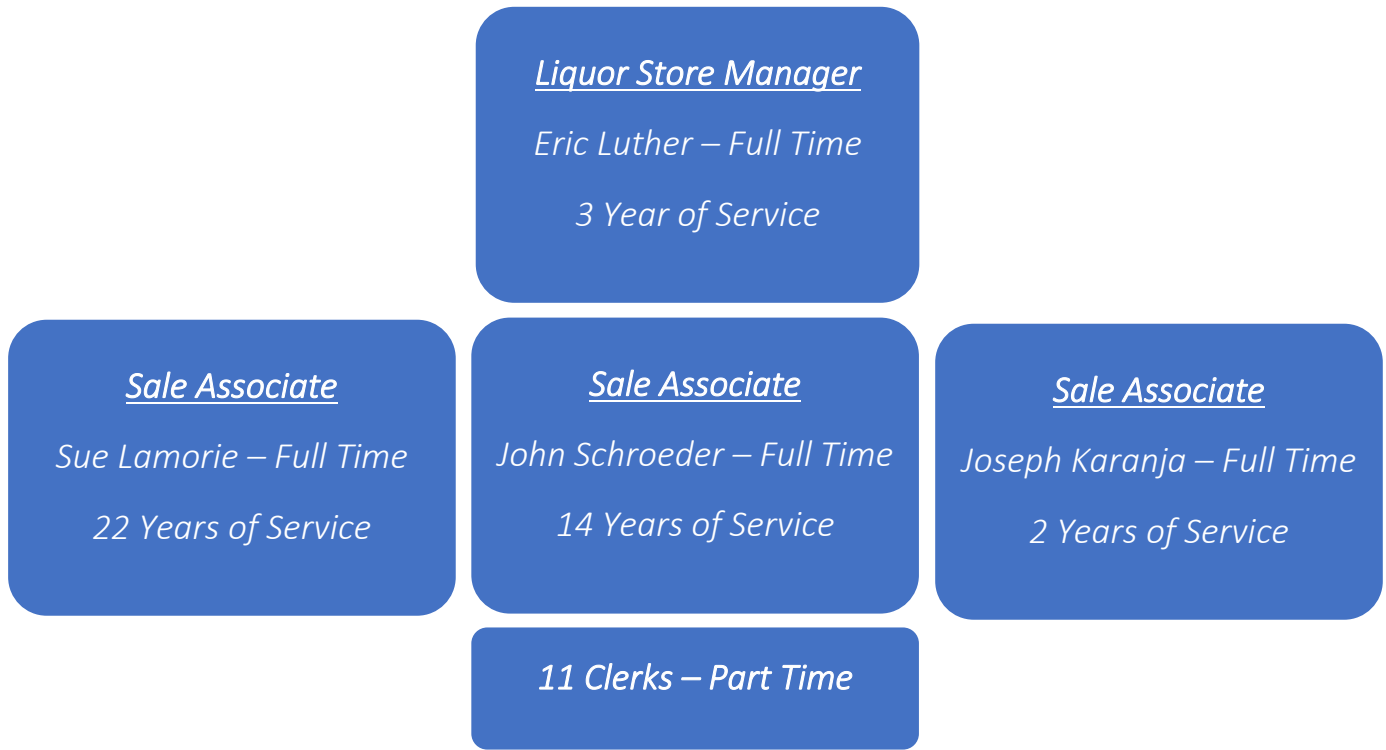 Liquor Store Manager
Eric Luther – Full Time
3 Year of Service
Sale Associate
Sue Lamorie – Full Time
22 Years of Service
Sale Associate
John Schroeder – Full Time
14 Years of Service
Sale Associate
Joseph Karanja – Full Time
2 Years of Service
11 Clerks – Part Time